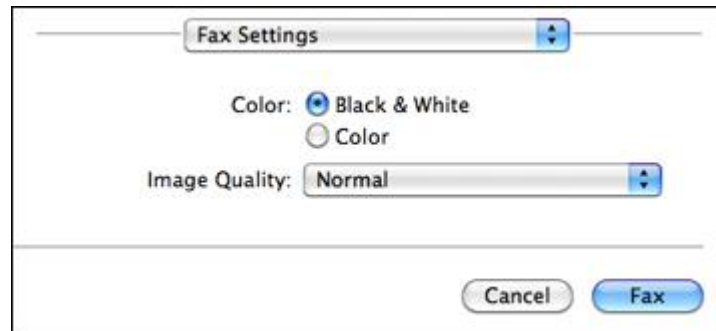 Fax Settings
Color: Black & White
Color
Image Quality: Normal
Cancel Fax